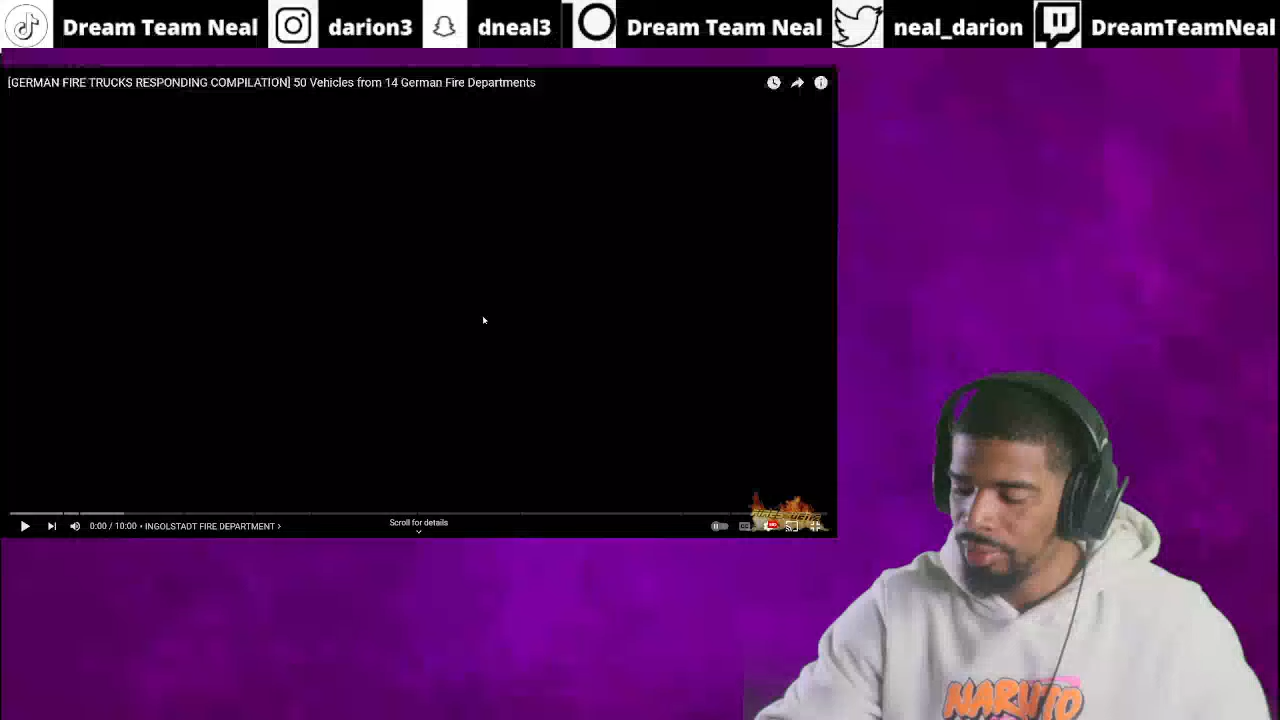 Dream Team Neal darion3 dneal3 Dream Team Neal neal_darion DreamTeamNeal
[GERMAN FIRE TRUCKS RESPONDING COMPILATION] 50 Vehicles from 14 German Fire Departments
0:00 / 10:00 • INGOLSTADT FIRE DEPARTMENT ›
Scroll for details
NARUTO